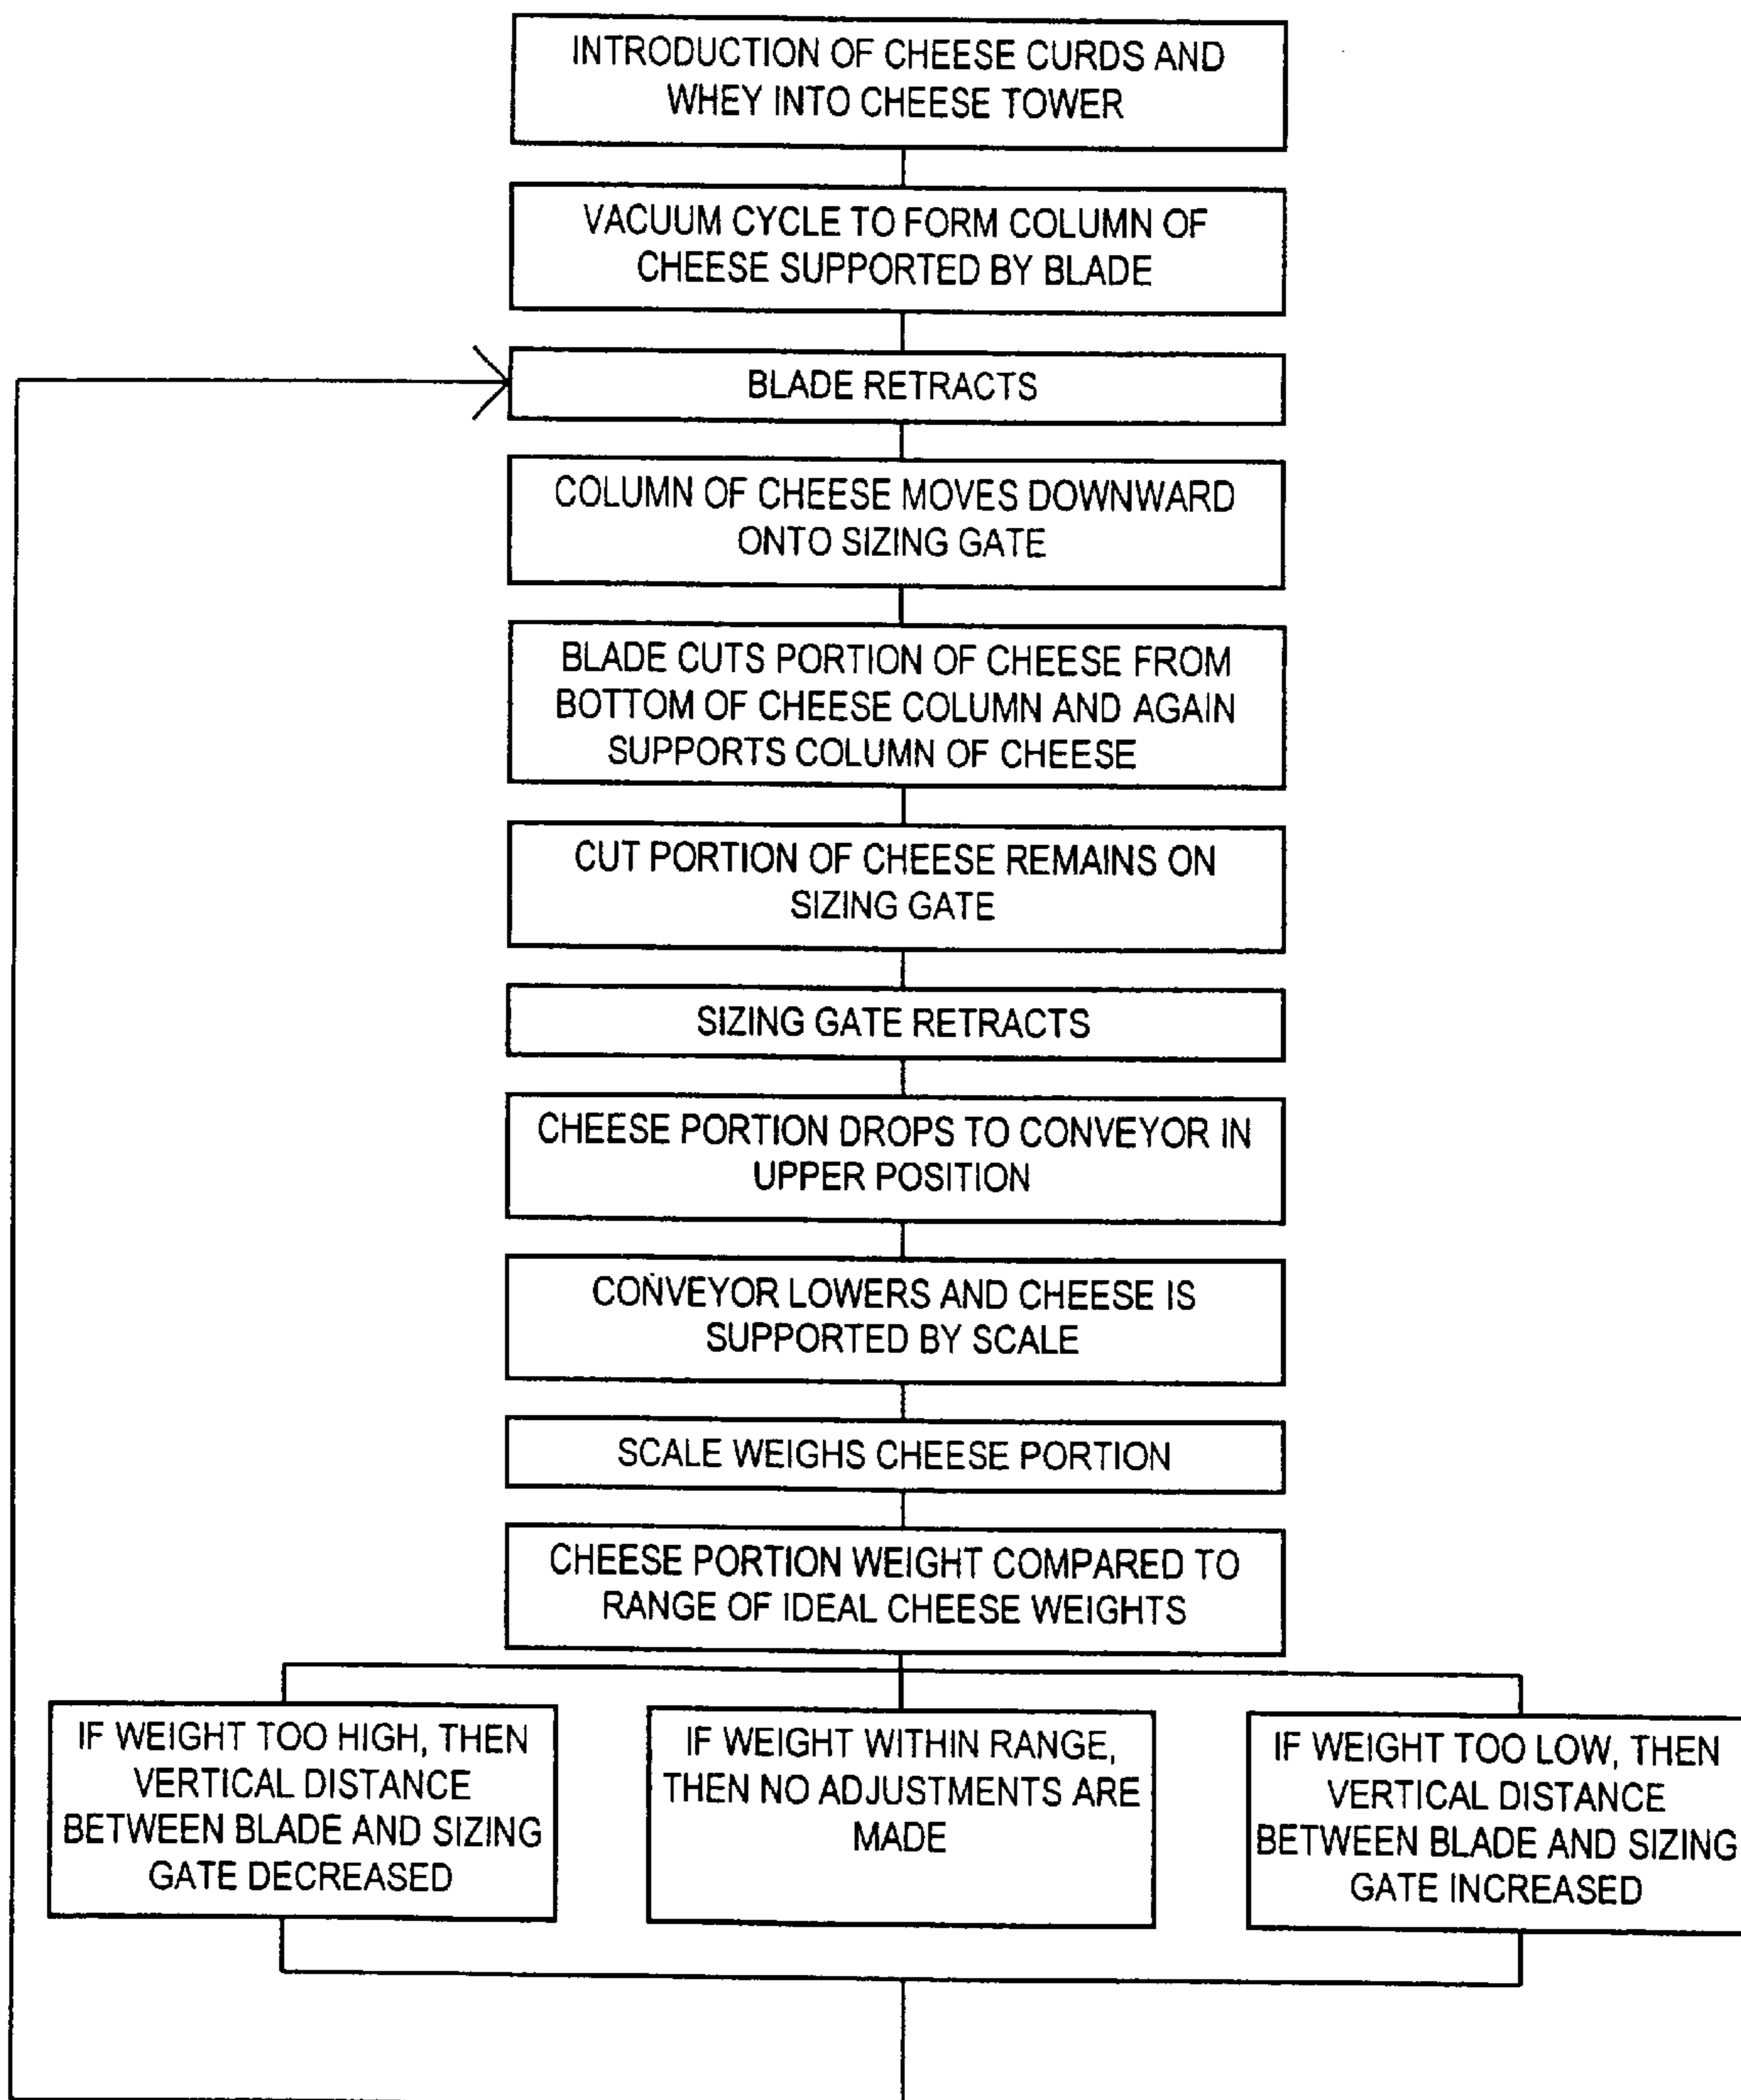 INTRODUCTION OF CHEESE CURDS AND
WHEY INTO CHEESE TOWER
VACUUM CYCLE TO FORM COLUMN OF
CHEESE SUPPORTED BY BLADE
BLADE RETRACTS
COLUMN OF CHEESE MOVES DOWNWARD
ONTO SIZING GATE
BLADE CUTS PORTION OF CHEESE FROM
BOTTOM OF CHEESE COLUMN AND AGAIN
SUPPORTS COLUMN OF CHEESE
CUT PORTION OF CHEESE REMAINS ON
SIZING GATE
SIZING GATE RETRACTS
CHEESE PORTION DROPS TO CONVEYOR IN
UPPER POSITION
CONVEYOR LOWERS AND CHEESE IS
SUPPORTED BY SCALE
SCALE WEIGHS CHEESE PORTION
CHEESE PORTION WEIGHT COMPARED TO
RANGE OF IDEAL CHEESE WEIGHTS
IF WEIGHT TOO HIGH, THEN
VERTICAL DISTANCE
BETWEEN BLADE AND SIZING
GATE DECREASED
IF WEIGHT WITHIN RANGE,
THEN NO ADJUSTMENTS ARE
MADE
IF WEIGHT TOO LOW, THEN
VERTICAL DISTANCE
BETWEEN BLADE AND SIZING
GATE INCREASED